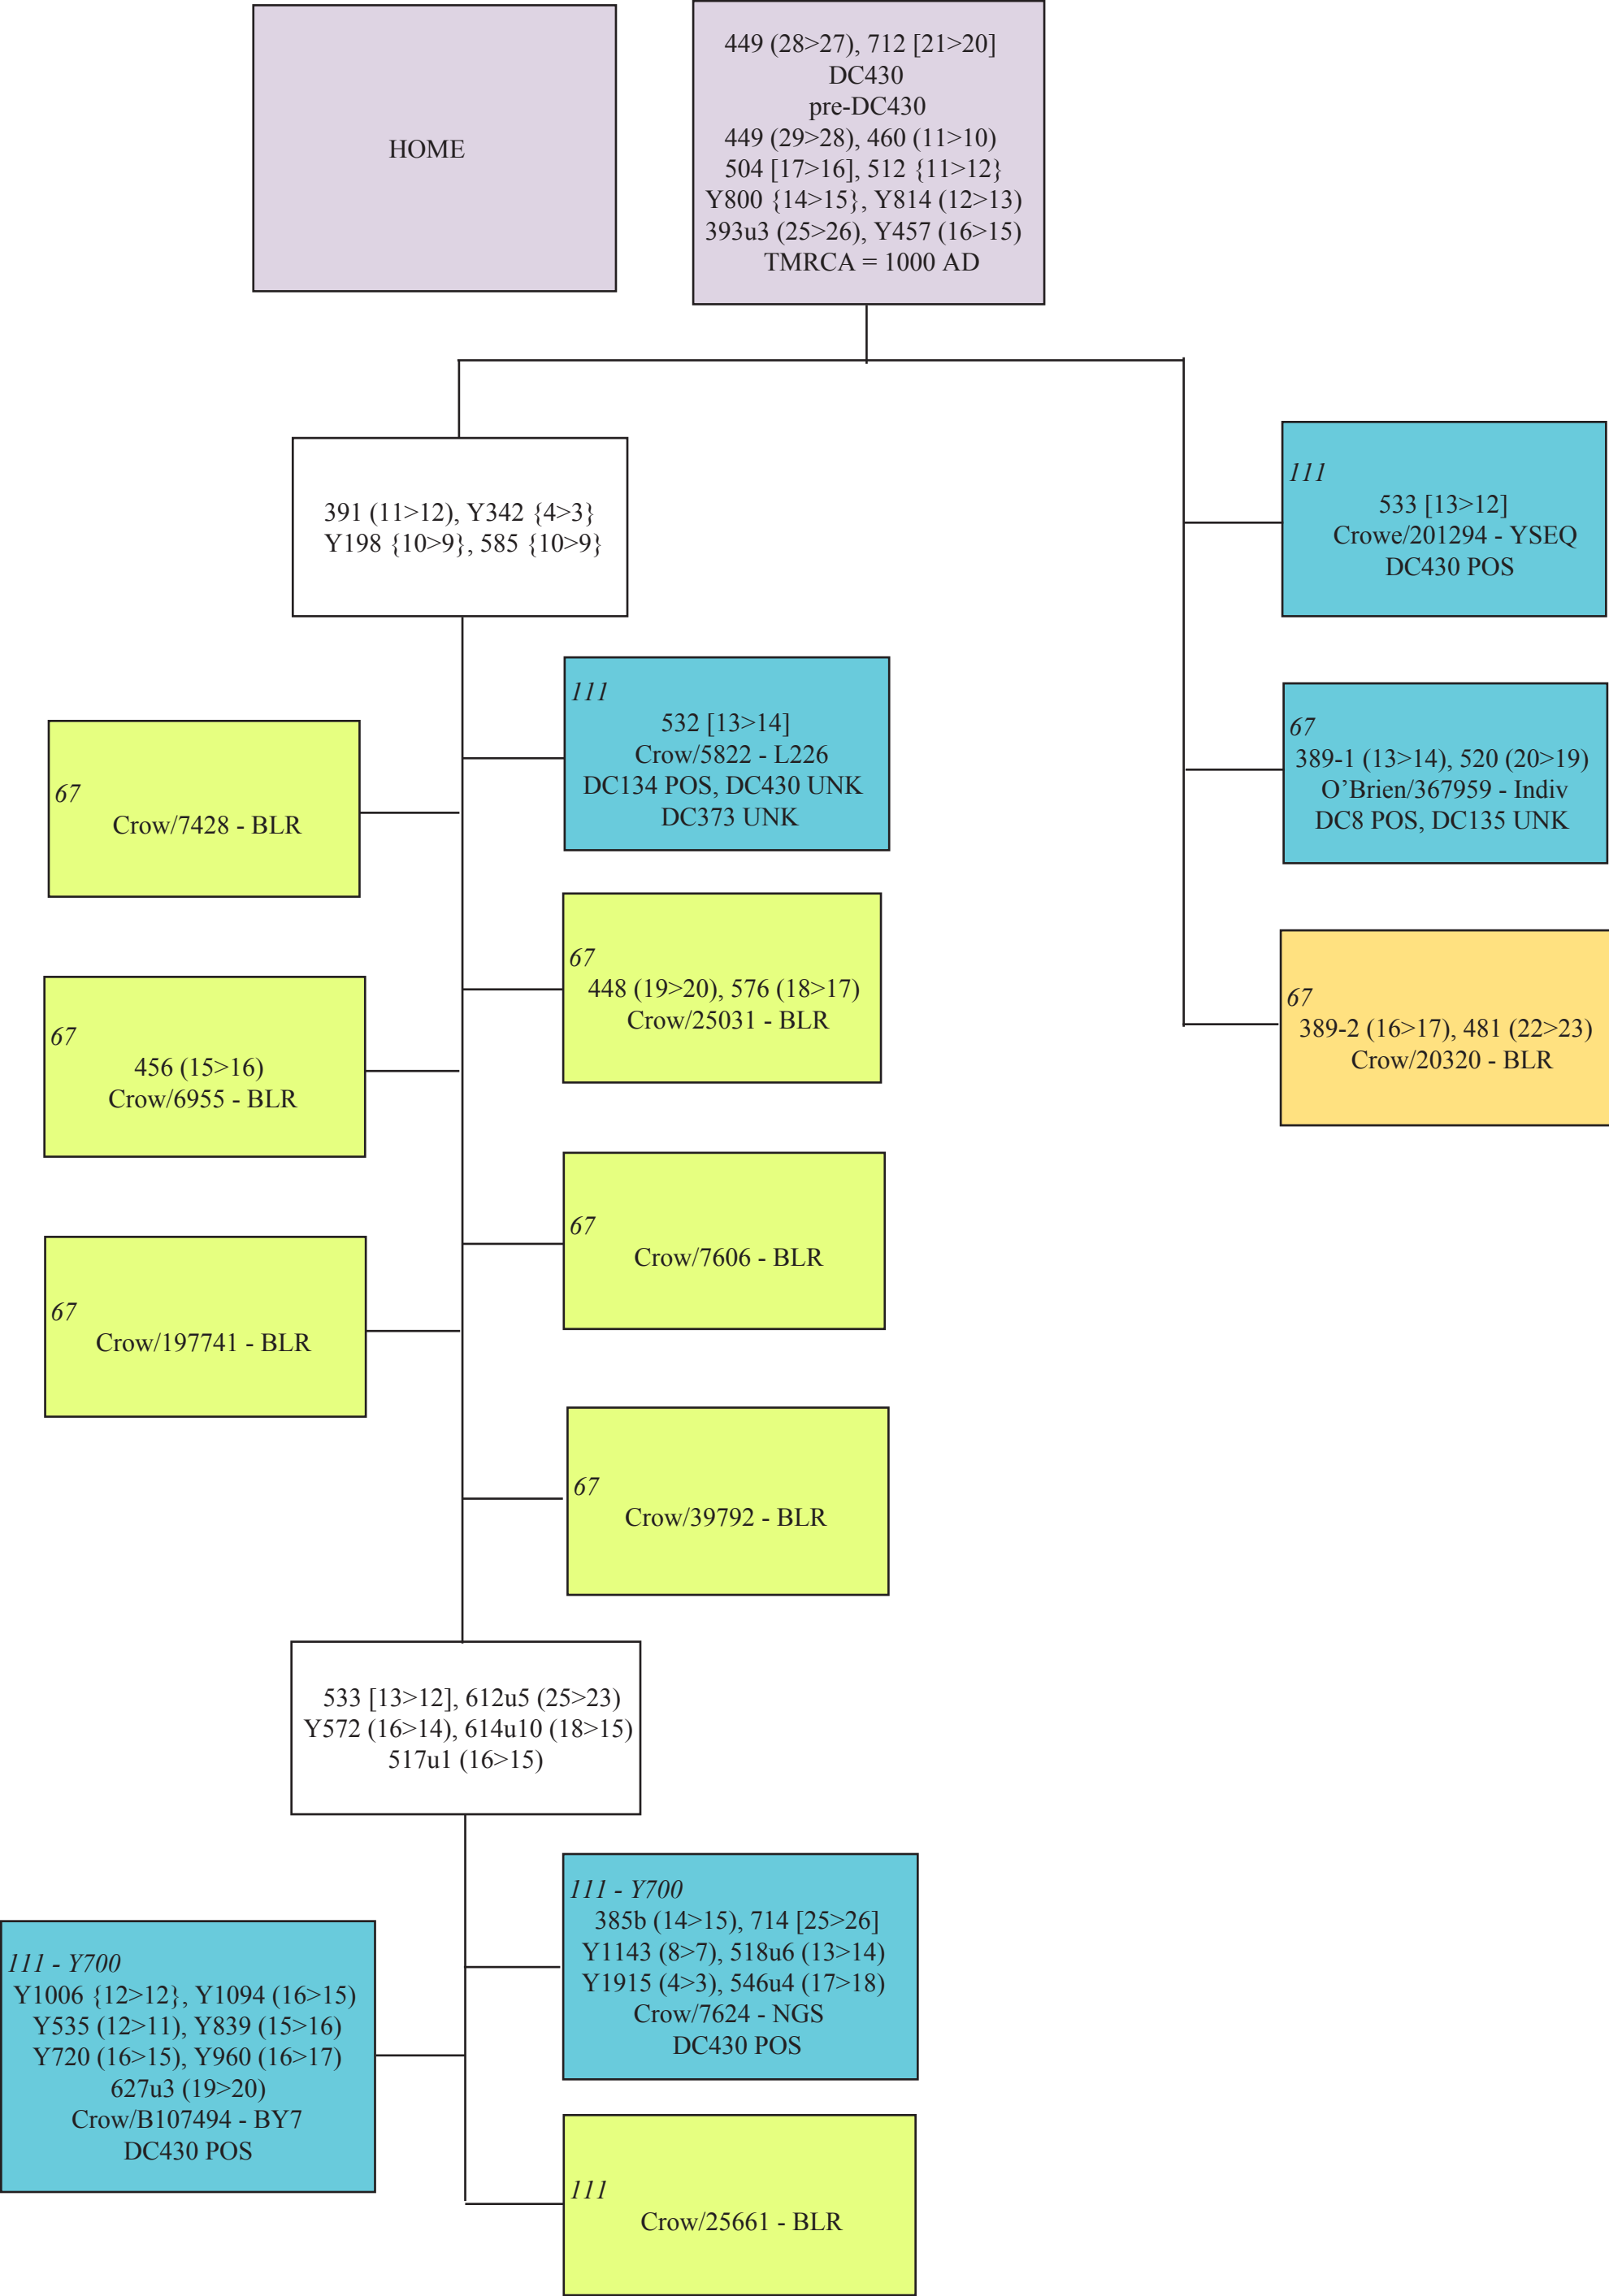 HOME
449 (28>27), 712 [21>20]
DC430
pre-DC430
449 (29>28), 460 (11>10)
504 [17>16], 512 {11>12}
Y800 {14>15}, Y814 (12>13)
393u3 (25>26), Y457 (16>15)
TMRCA = 1000 AD
391 (11>12), Y342 {4>3}
Y198 {10>9}, 585 {10>9}
111
533 [13>12]
Crowe/201294 - YSEQ
DC430 POS
111
532 [13>14]
Crow/5822 - L226
DC134 POS, DC430 UNK
DC373 UNK
67
389-1 (13>14), 520 (20>19)
O’Brien/367959 - Indiv
DC8 POS, DC135 UNK
67
Crow/7428 - BLR
67
448 (19>20), 576 (18>17)
Crow/25031 - BLR
67
389-2 (16>17), 481 (22>23)
Crow/20320 - BLR
67
456 (15>16)
Crow/6955 - BLR
67
Crow/7606 - BLR
67
Crow/197741 - BLR
67
Crow/39792 - BLR
533 [13>12], 612u5 (25>23)
Y572 (16>14), 614u10 (18>15)
517u1 (16>15)
111 - Y700
385b (14>15), 714 [25>26]
Y1143 (8>7), 518u6 (13>14)
Y1915 (4>3), 546u4 (17>18)
Crow/7624 - NGS
DC430 POS
111 - Y700
Y1006 {12>12}, Y1094 (16>15)
Y535 (12>11), Y839 (15>16)
Y720 (16>15), Y960 (16>17)
627u3 (19>20)
Crow/B107494 - BY7
DC430 POS
111
Crow/25661 - BLR